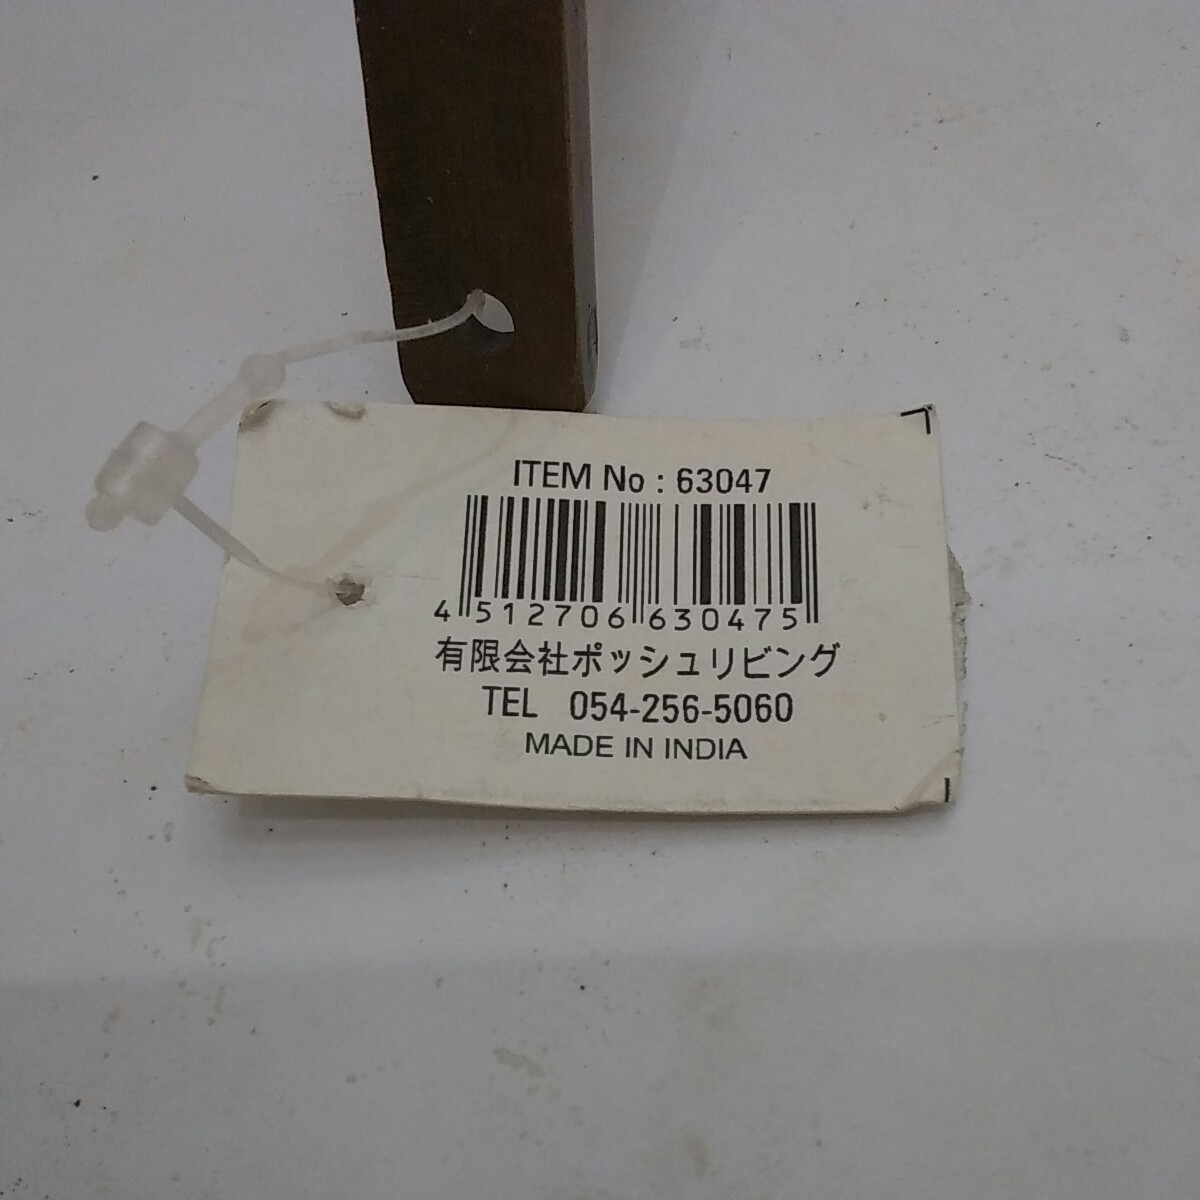 ITEM No : 63047
4 512706 630475
有限会社ポッシュリビング
TEL 054-256-5060
MADE IN INDIA